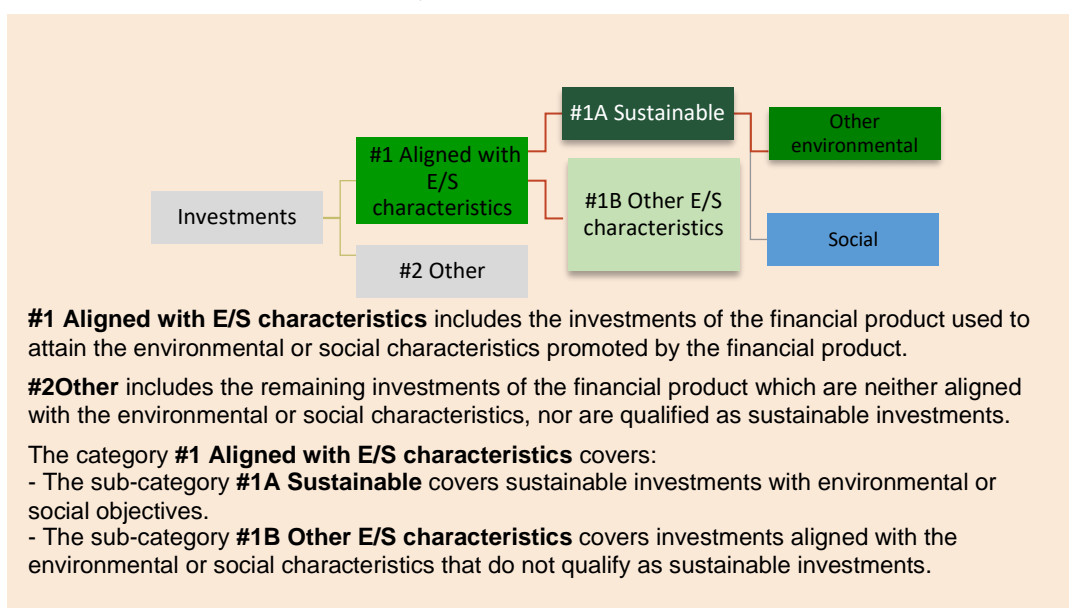 #1A Sustainable
Other
environmental
#1 Aligned with
E/S
characteristics
#1B Other E/S
characteristics
Investments
Social
#2 Other
#1 Aligned with E/S characteristics includes the investments of the financial product used to
attain the environmental or social characteristics promoted by the financial product.
#2Other includes the remaining investments of the financial product which are neither aligned
with the environmental or social characteristics, nor are qualified as sustainable investments.
The category #1 Aligned with E/S characteristics covers:
- The sub-category #1A Sustainable covers sustainable investments with environmental or
social objectives.
- The sub-category #1B Other E/S characteristics covers investments aligned with the
environmental or social characteristics that do not qualify as sustainable investments.